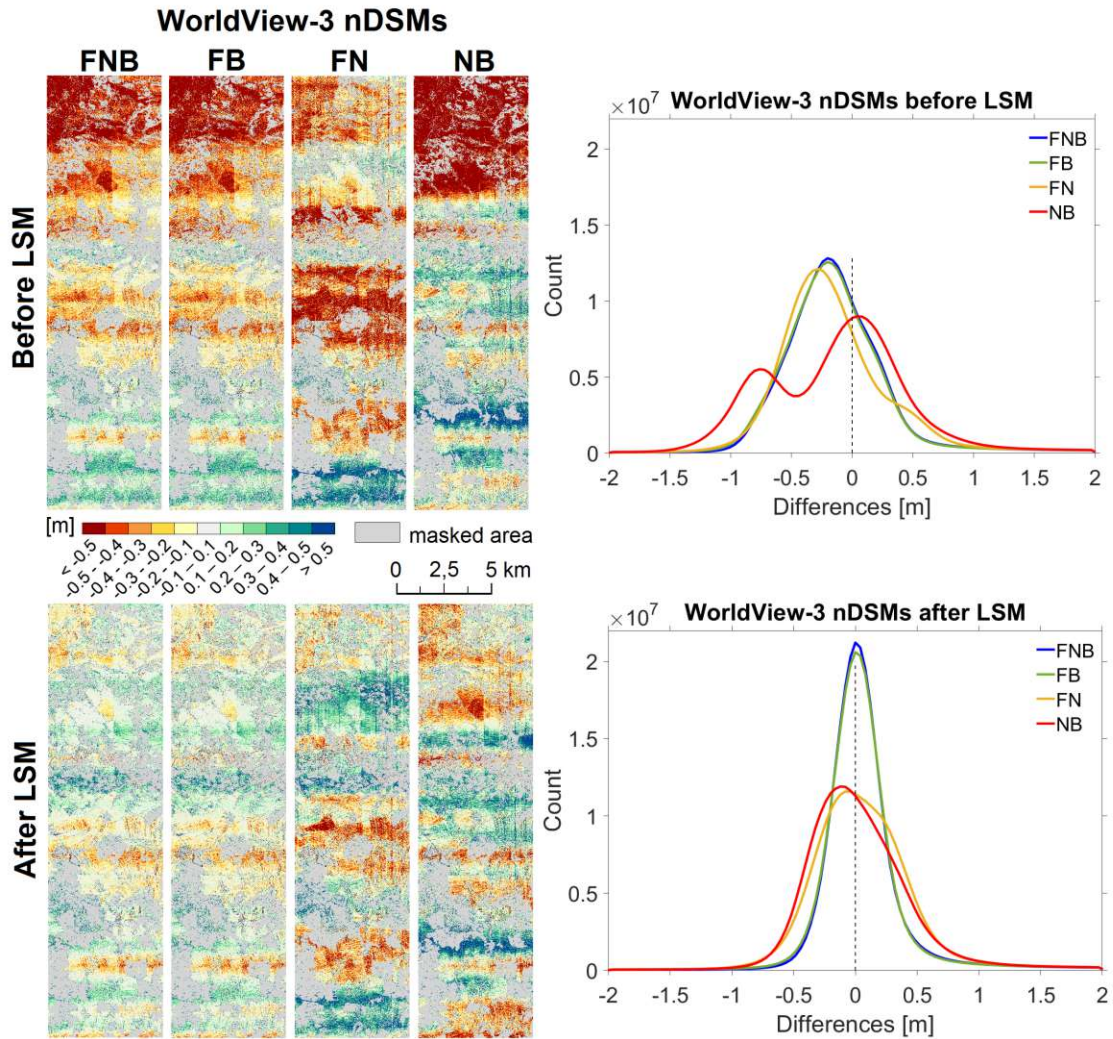 WorldView-3 nDSMs
FNB FB FN NB
Before LSM
WorldView-3 nDSMs before LSM
×10⁷
2
1.5
1
0.5
0
Count
-2 -1.5 -1 -0.5 0 0.5 1 1.5 2
Differences [m]
FNB
FB
FN
NB
[m]
< -0.5
-0.5 - -0.4
-0.4 - -0.3
-0.3 - -0.2
-0.2 - -0.1
-0.1 – 0.1
0.1 – 0.2
0.2 – 0.3
0.3 – 0.4
0.4 – 0.5
> 0.5
masked area
0 2,5 5 km
After LSM
WorldView-3 nDSMs after LSM
×10⁷
2
1.5
1
0.5
0
Count
-2 -1.5 -1 -0.5 0 0.5 1 1.5 2
Differences [m]
FNB
FB
FN
NB